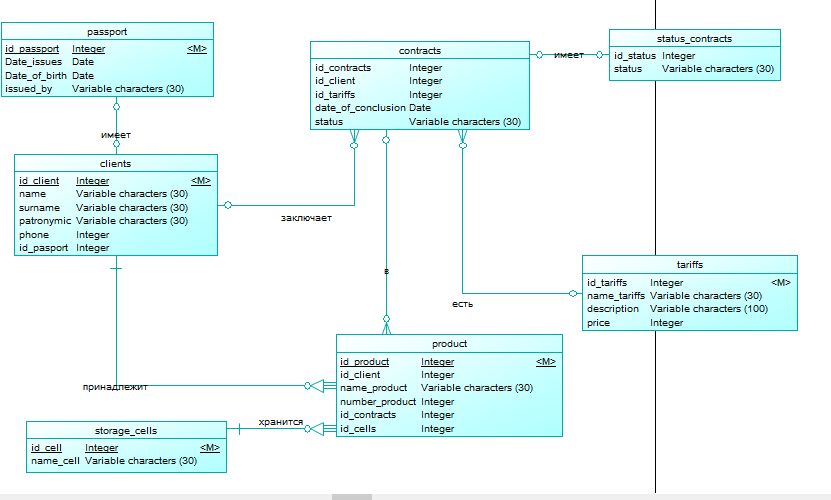 passport
id_passport Integer <M>
Date_issues Date
Date_of_birth Date
issued_by Variable characters (30)
имеет
clients
id_client Integer <M>
name Variable characters (30)
surname Variable characters (30)
patronymic Variable characters (30)
phone Integer
id_pasport Integer
contracts
id_contracts Integer
id_client Integer
id_tariffs Integer
date_of_conclusion Date
status Variable characters (30)
имеет
status_contracts
id_status Integer
status Variable characters (30)
заключает
в
есть
tariffs
id_tariffs Integer <M>
name_tariffs Variable characters (30)
description Variable characters (100)
price Integer
product
id_product Integer <M>
id_client Integer
name_product Variable characters (30)
number_product Integer
id_contracts Integer
id_cells Integer
принадлежит
хранится
storage_cells
id_cell Integer <M>
name_cell Variable characters (30)